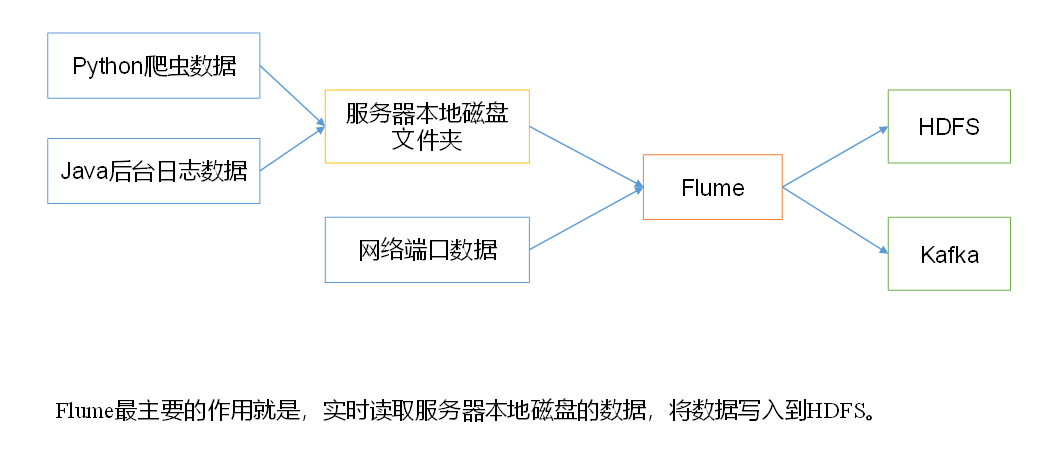 Python爬虫数据
Java后台日志数据
服务器本地磁盘
文件夹
网络端口数据
Flume
HDFS
Kafka
Flume最主要的作用就是，实时读取服务器本地磁盘的数据，将数据写入到HDFS。